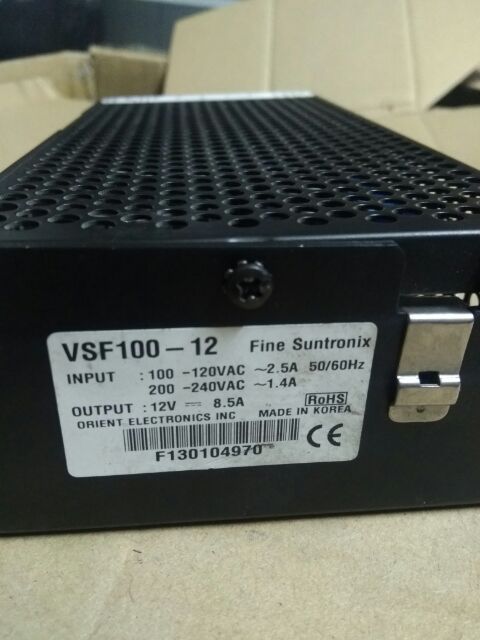 VSF100-12 Fine Suntronix
INPUT : 100 -120VAC ~2.5A 50/60Hz
200 -240VAC ~1.4A
OUTPUT : 12V ⎓ 8.5A RoHS
ORIENT ELECTRONICS INC MADE IN KOREA
CE
F130104970